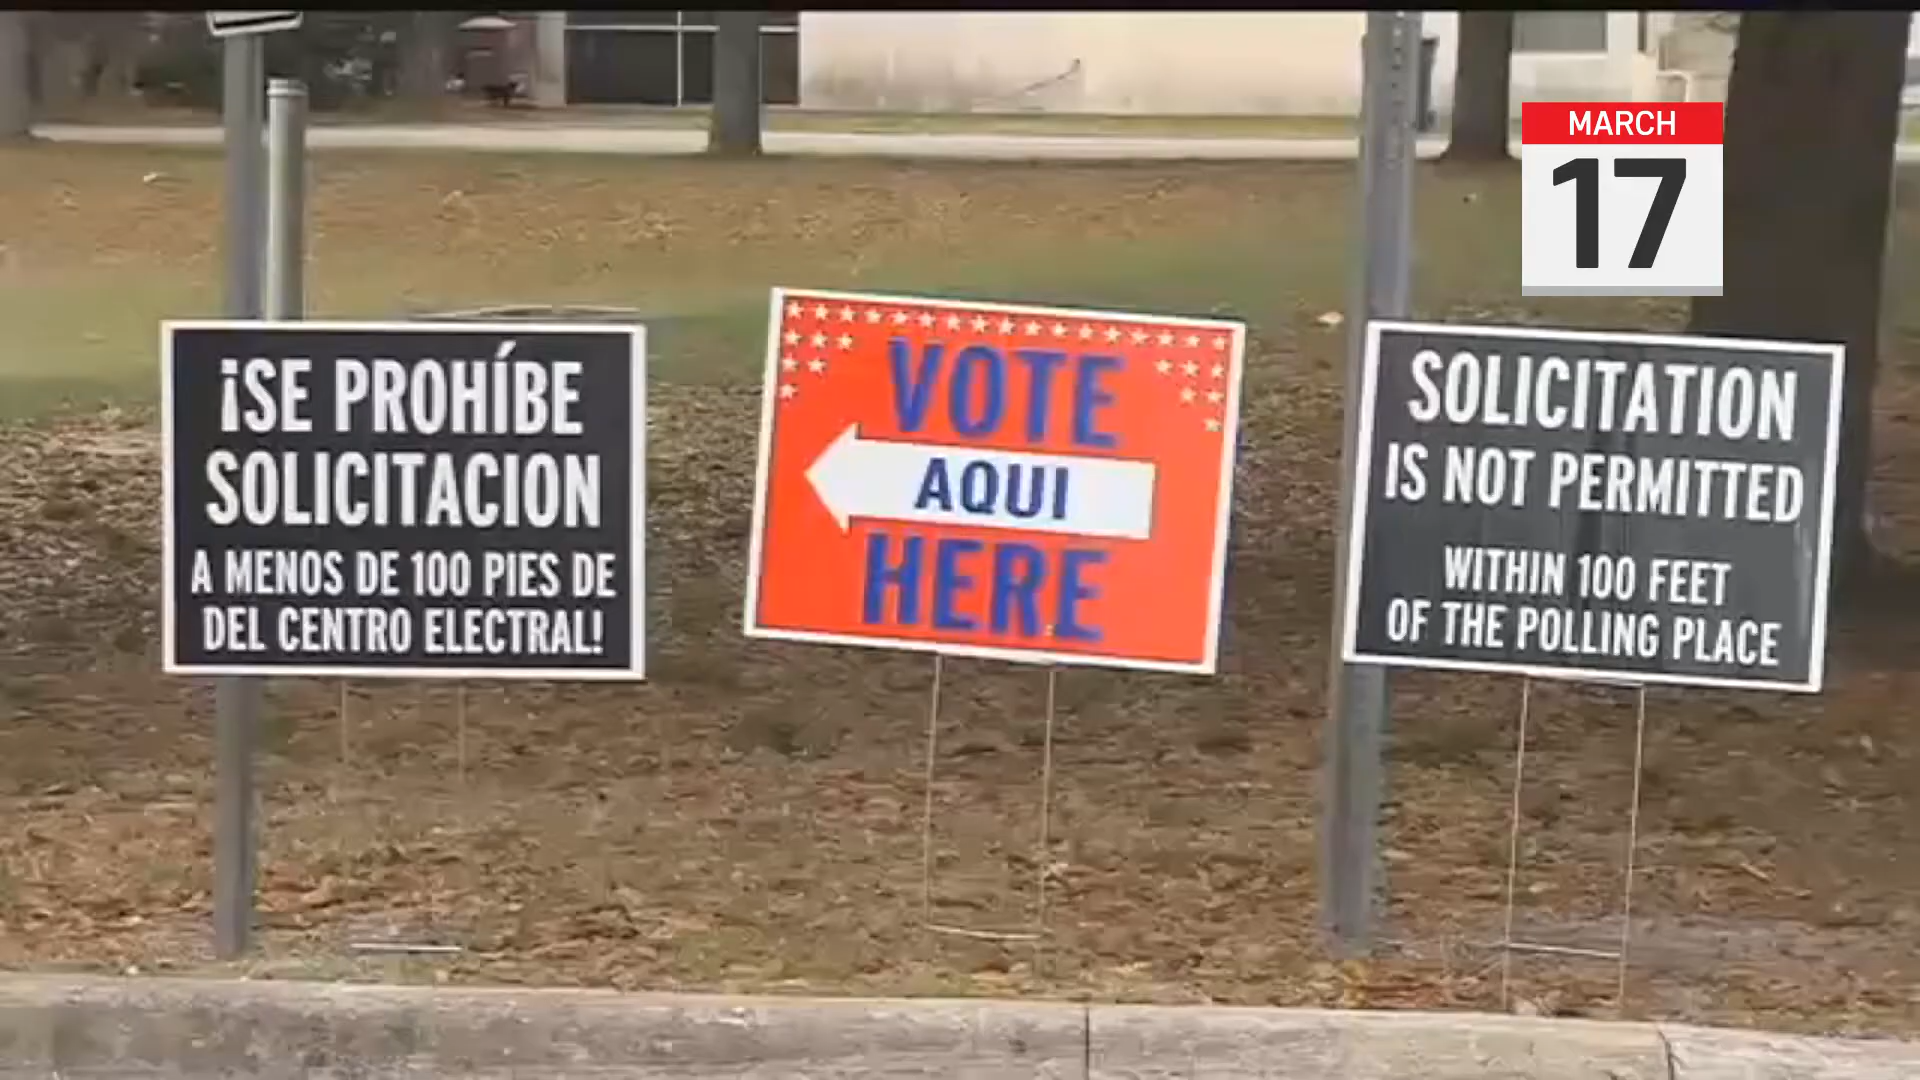 MARCH
17
¡SE PROHÍBE
SOLICITACION
A MENOS DE 100 PIES DE
DEL CENTRO ELECTRAL!
VOTE
AQUI
HERE
SOLICITATION
IS NOT PERMITTED
WITHIN 100 FEET
OF THE POLLING PLACE